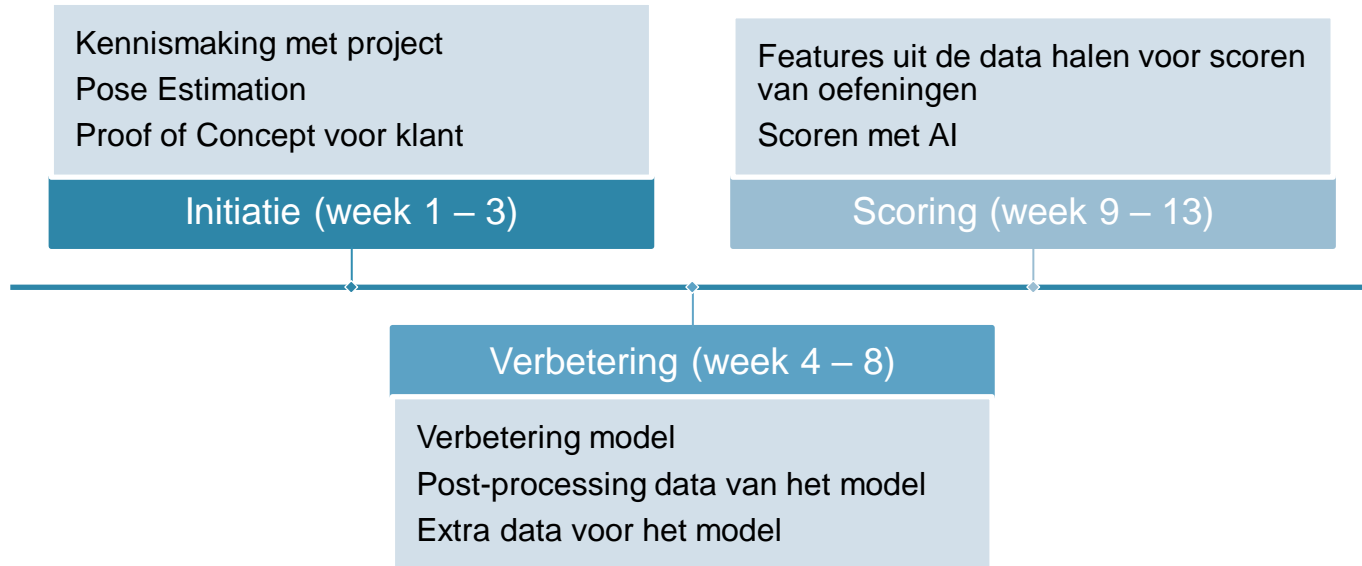 Kennismaking met project
Pose Estimation
Proof of Concept voor klant
Initiatie (week 1 – 3)
Verbetering (week 4 – 8)
Verbetering model
Post-processing data van het model
Extra data voor het model
Features uit de data halen voor scoren
van oefeningen
Scoren met AI
Scoring (week 9 – 13)